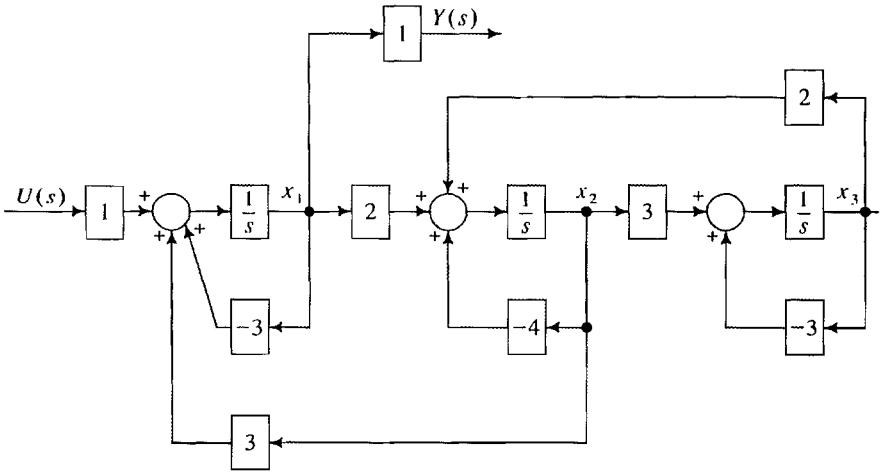 1 Y(s)
2
U(s) 1 + + + 1/s x₁ 2 + + + 1/s x₂ 3 + + 1/s x₃
−3 −4 −3
3